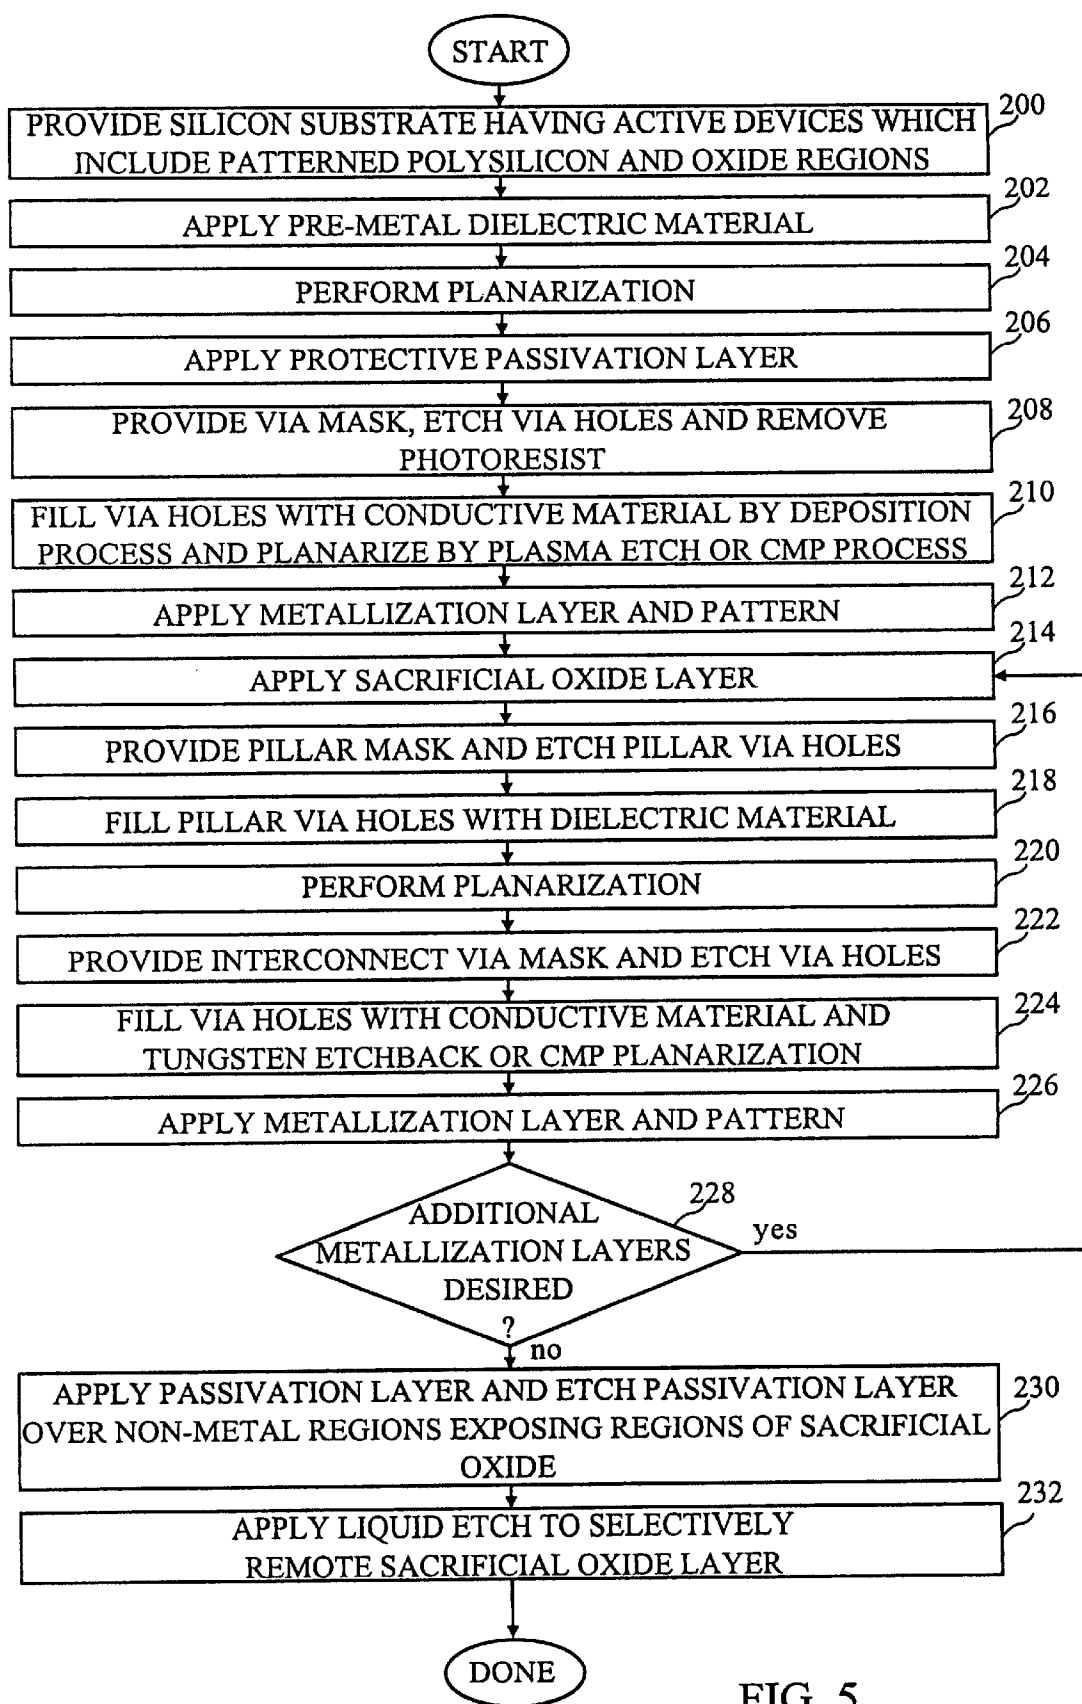 START
200
PROVIDE SILICON SUBSTRATE HAVING ACTIVE DEVICES WHICH
INCLUDE PATTERNED POLYSILICON AND OXIDE REGIONS
202
APPLY PRE-METAL DIELECTRIC MATERIAL
204
PERFORM PLANARIZATION
206
APPLY PROTECTIVE PASSIVATION LAYER
208
PROVIDE VIA MASK, ETCH VIA HOLES AND REMOVE
PHOTORESIST
210
FILL VIA HOLES WITH CONDUCTIVE MATERIAL BY DEPOSITION
PROCESS AND PLANARIZE BY PLASMA ETCH OR CMP PROCESS
212
APPLY METALLIZATION LAYER AND PATTERN
214
APPLY SACRIFICIAL OXIDE LAYER
216
PROVIDE PILLAR MASK AND ETCH PILLAR VIA HOLES
218
FILL PILLAR VIA HOLES WITH DIELECTRIC MATERIAL
220
PERFORM PLANARIZATION
222
PROVIDE INTERCONNECT VIA MASK AND ETCH VIA HOLES
224
FILL VIA HOLES WITH CONDUCTIVE MATERIAL AND
TUNGSTEN ETCHBACK OR CMP PLANARIZATION
226
APPLY METALLIZATION LAYER AND PATTERN
228
ADDITIONAL
METALLIZATION LAYERS
DESIRED
?
yes
no
230
APPLY PASSIVATION LAYER AND ETCH PASSIVATION LAYER
OVER NON-METAL REGIONS EXPOSING REGIONS OF SACRIFICIAL
OXIDE
232
APPLY LIQUID ETCH TO SELECTIVELY
REMOTE SACRIFICIAL OXIDE LAYER
DONE
FIG. 5